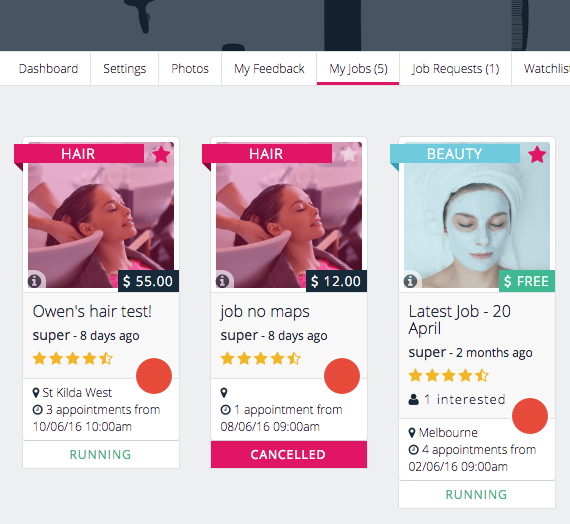 Dashboard Settings Photos My Feedback My Jobs (5) Job Requests (1) Watchlis
HAIR
$ 55.00
Owen's hair test!
super - 8 days ago
St Kilda West
3 appointments from
10/06/16 10:00am
RUNNING
HAIR
$ 12.00
job no maps
super - 8 days ago
1 appointment from
08/06/16 09:00am
CANCELLED
BEAUTY
$ FREE
Latest Job - 20
April
super - 2 months ago
1 interested
Melbourne
4 appointments from
02/06/16 09:00am
RUNNING